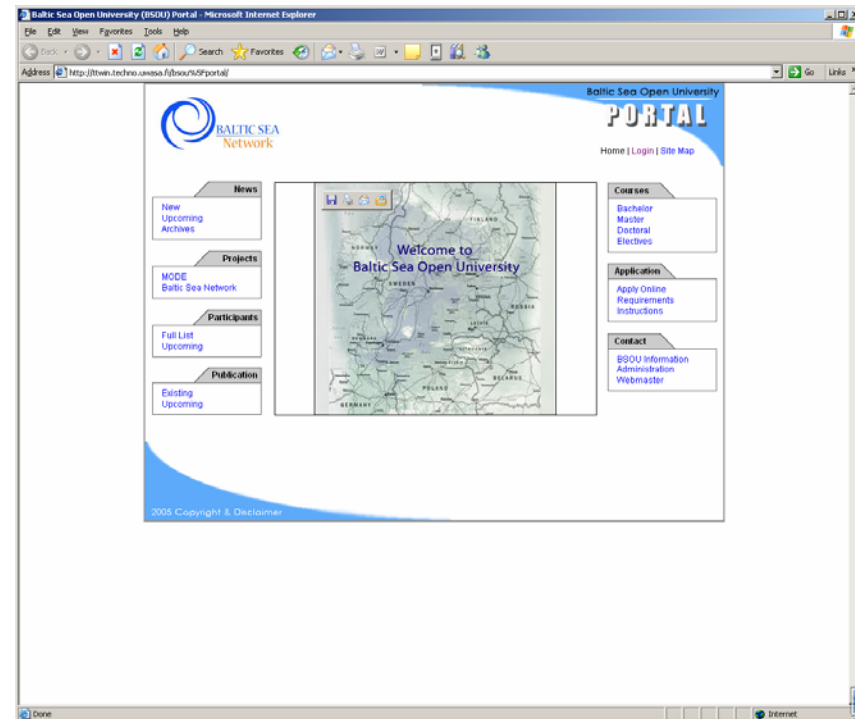 Baltic Sea Open University (BSOU) Portal - Microsoft Internet Explorer
File Edit View Favorites Tools Help
Back Search Favorites
Address http://ttwin.techno.uwasa.fi/bsou%5Fportal/ Go Links
Baltic Sea Open University
PORTAL
BALTIC SEA
Network
Home | Login | Site Map
News
New
Upcoming
Archives
Projects
MODE
Baltic Sea Network
Participants
Full List
Upcoming
Publication
Existing
Upcoming
FINLAND
NORWAY
Welcome to
Baltic Sea Open University
SWEDEN
RUSSIA
LATVIA
DENMARK
LITHUANIA
BELARUS
POLAND
GERMANY
Courses
Bachelor
Master
Doctoral
Electives
Application
Apply Online
Requirements
Instructions
Contact
BSOU Information
Administration
Webmaster
2005 Copyright & Disclaimer
Done Internet